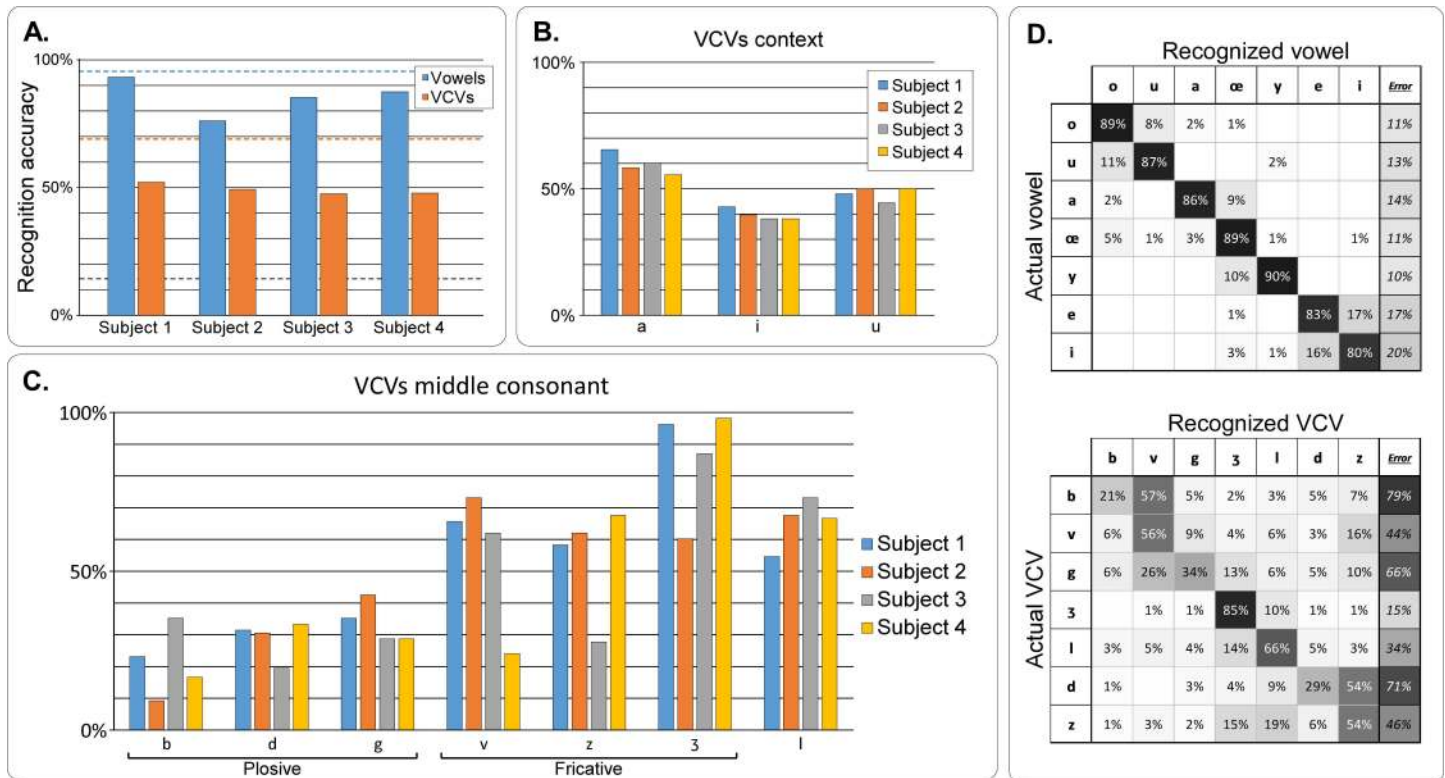 A.
100%
Vowels
VCVs
Recognition accuracy
50%
0%
Subject 1 Subject 2 Subject 3 Subject 4
B.
VCVs context
100%
Subject 1
Subject 2
Subject 3
Subject 4
50%
0%
a i u
C.
VCVs middle consonant
100%
50%
0%
Subject 1
Subject 2
Subject 3
Subject 4
b d g v z ʒ l
Plosive Fricative
D.
Recognized vowel
Actual vowel
o u a œ y e i Error
o 89% 8% 2% 1% 11%
u 11% 87% 2% 13%
a 2% 86% 9% 14%
œ 5% 1% 3% 89% 1% 1% 11%
y 10% 90% 10%
e 1% 83% 17% 17%
i 3% 1% 16% 80% 20%
Recognized VCV
Actual VCV
b v g ʒ l d z Error
b 21% 57% 5% 2% 3% 5% 7% 79%
v 6% 56% 9% 4% 6% 3% 16% 44%
g 6% 26% 34% 13% 6% 5% 10% 66%
ʒ 1% 1% 85% 10% 1% 1% 15%
l 3% 5% 4% 14% 66% 5% 3% 34%
d 1% 3% 4% 9% 29% 54% 71%
z 1% 3% 2% 15% 19% 6% 54% 46%